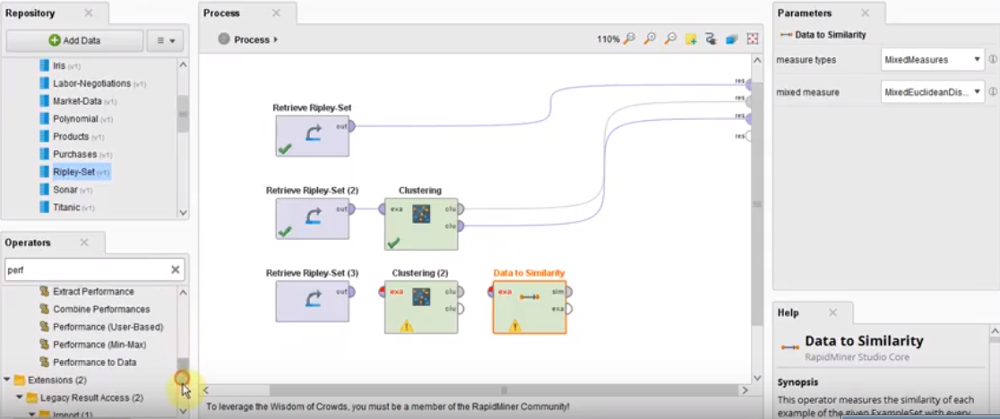 Repository
Add Data
Iris (v1)
Labor-Negotiations (v1)
Market-Data (v1)
Polynomial (v1)
Products (v1)
Purchases (v1)
Ripley-Set (v1)
Sonar (v1)
Titanic (v1)
Operators
perf
Extract Performance
Combine Performances
Performance (User-Based)
Performance (Min-Max)
Performance to Data
Extensions (2)
Legacy Result Access (2)
Import (1)
Process
Process
110%
res
res
res
res
Retrieve Ripley-Set
out
Retrieve Ripley-Set (2)
out
Clustering
exa clu
clu
Retrieve Ripley-Set (3)
out
Clustering (2)
exa clu
clu
Data to Similarity
exa sim
exa
To leverage the Wisdom of Crowds, you must be a member of the RapidMiner Community!
Parameters
Data to Similarity
measure types MixedMeasures
mixed measure MixedEuclideanDis...
Help
Data to Similarity
RapidMiner Studio Core
Synopsis
This operator measures the similarity of each
example of the given ExampleSet with every